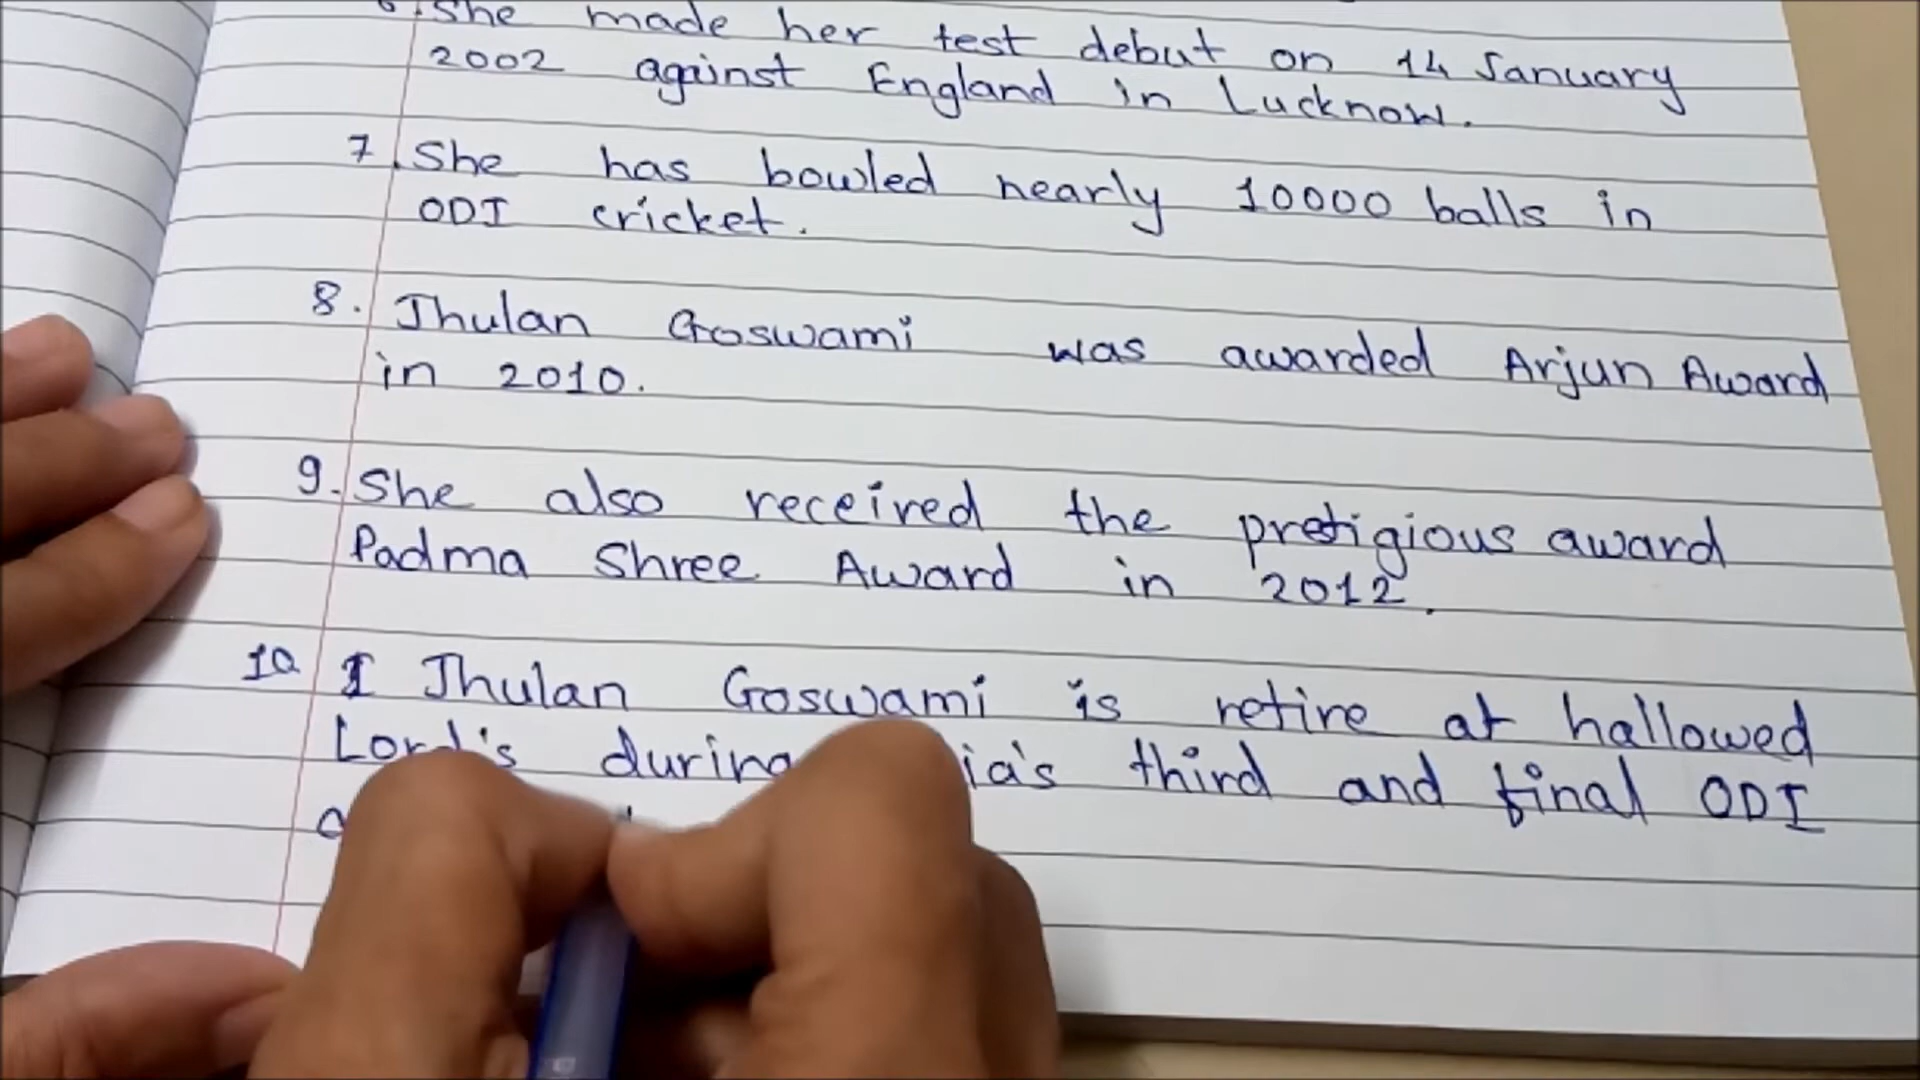 6. She made her test debut on 14 January
2002 against England in Lucknow.
7. She has bowled nearly 10000 balls in
ODI cricket.
8. Jhulan Goswami was awarded Arjun Award
in 2010.
9. She also received the pretigious award
Padma Shree Award in 2012.
10 Jhulan Goswami is retire at hallowed
Lord's during third and final ODI